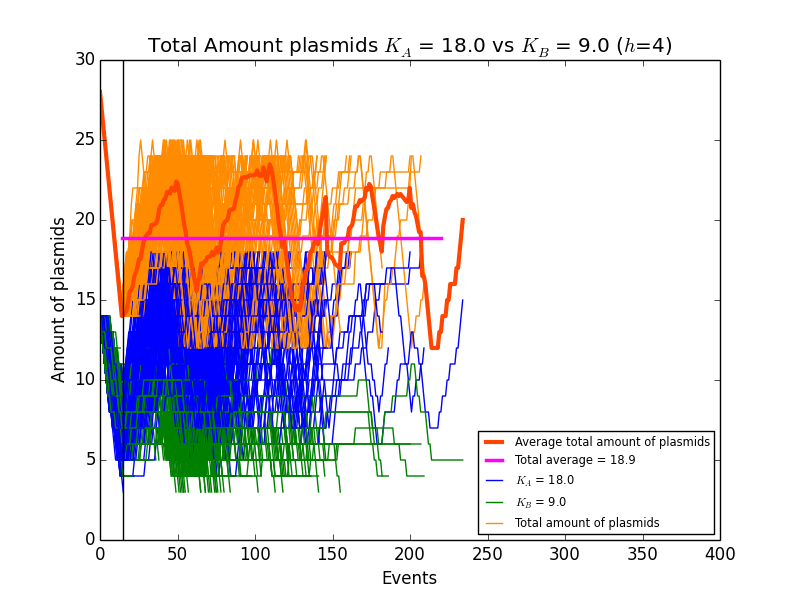 Total Amount plasmids K_A = 18.0 vs K_B = 9.0 (h=4)
30
25
20
15
10
5
0
Amount of plasmids
0 50 100 150 200 250 300 350 400
Events
Average total amount of plasmids
Total average = 18.9
K_A = 18.0
K_B = 9.0
Total amount of plasmids